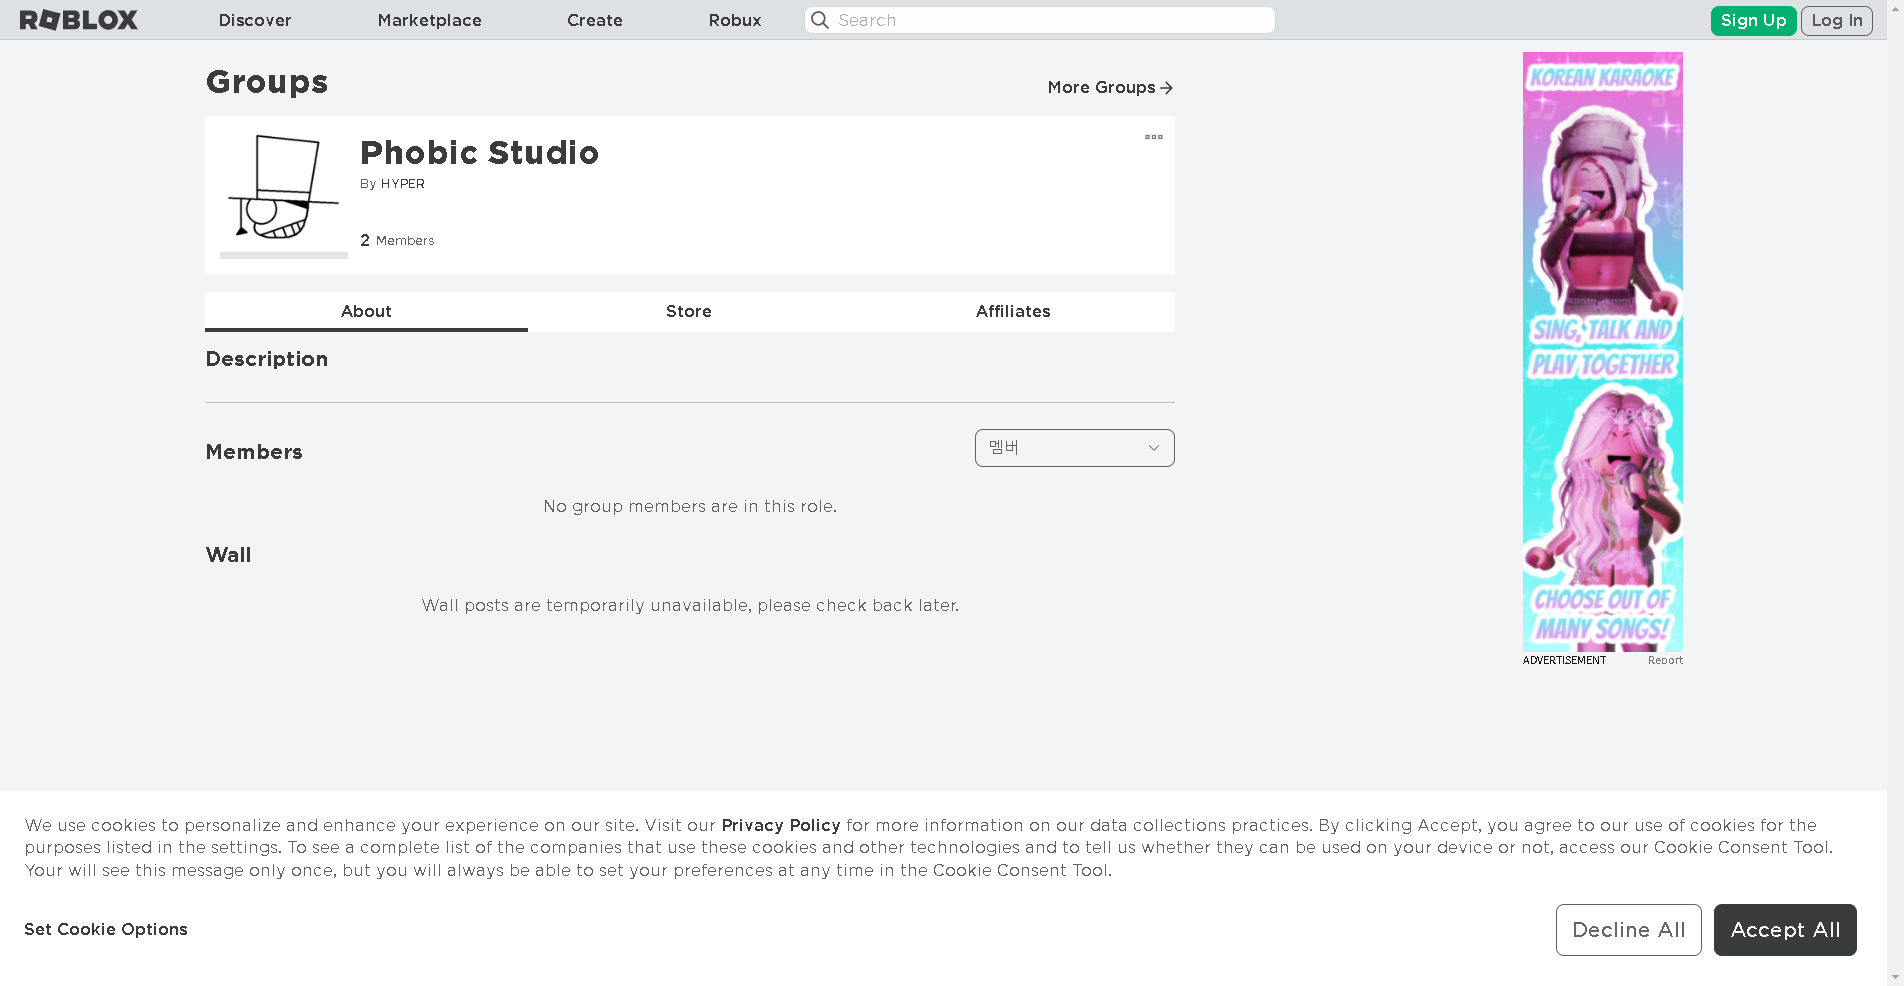 ROBLOX
Discover
Marketplace
Create
Robux
Search
Sign Up
Log In
Groups
More Groups
Phobic Studio
By HYPER
2 Members
About
Store
Affiliates
Description
Members
멤버
No group members are in this role.
Wall
Wall posts are temporarily unavailable, please check back later.
KOREAN KARAOKE
SING, TALK AND
PLAY TOGETHER
CHOOSE OUT OF
MANY SONGS!
ADVERTISEMENT
Report
We use cookies to personalize and enhance your experience on our site. Visit our Privacy Policy for more information on our data collections practices. By clicking Accept, you agree to our use of cookies for the
purposes listed in the settings. To see a complete list of the companies that use these cookies and other technologies and to tell us whether they can be used on your device or not, access our Cookie Consent Tool.
Your will see this message only once, but you will always be able to set your preferences at any time in the Cookie Consent Tool.
Set Cookie Options
Decline All
Accept All